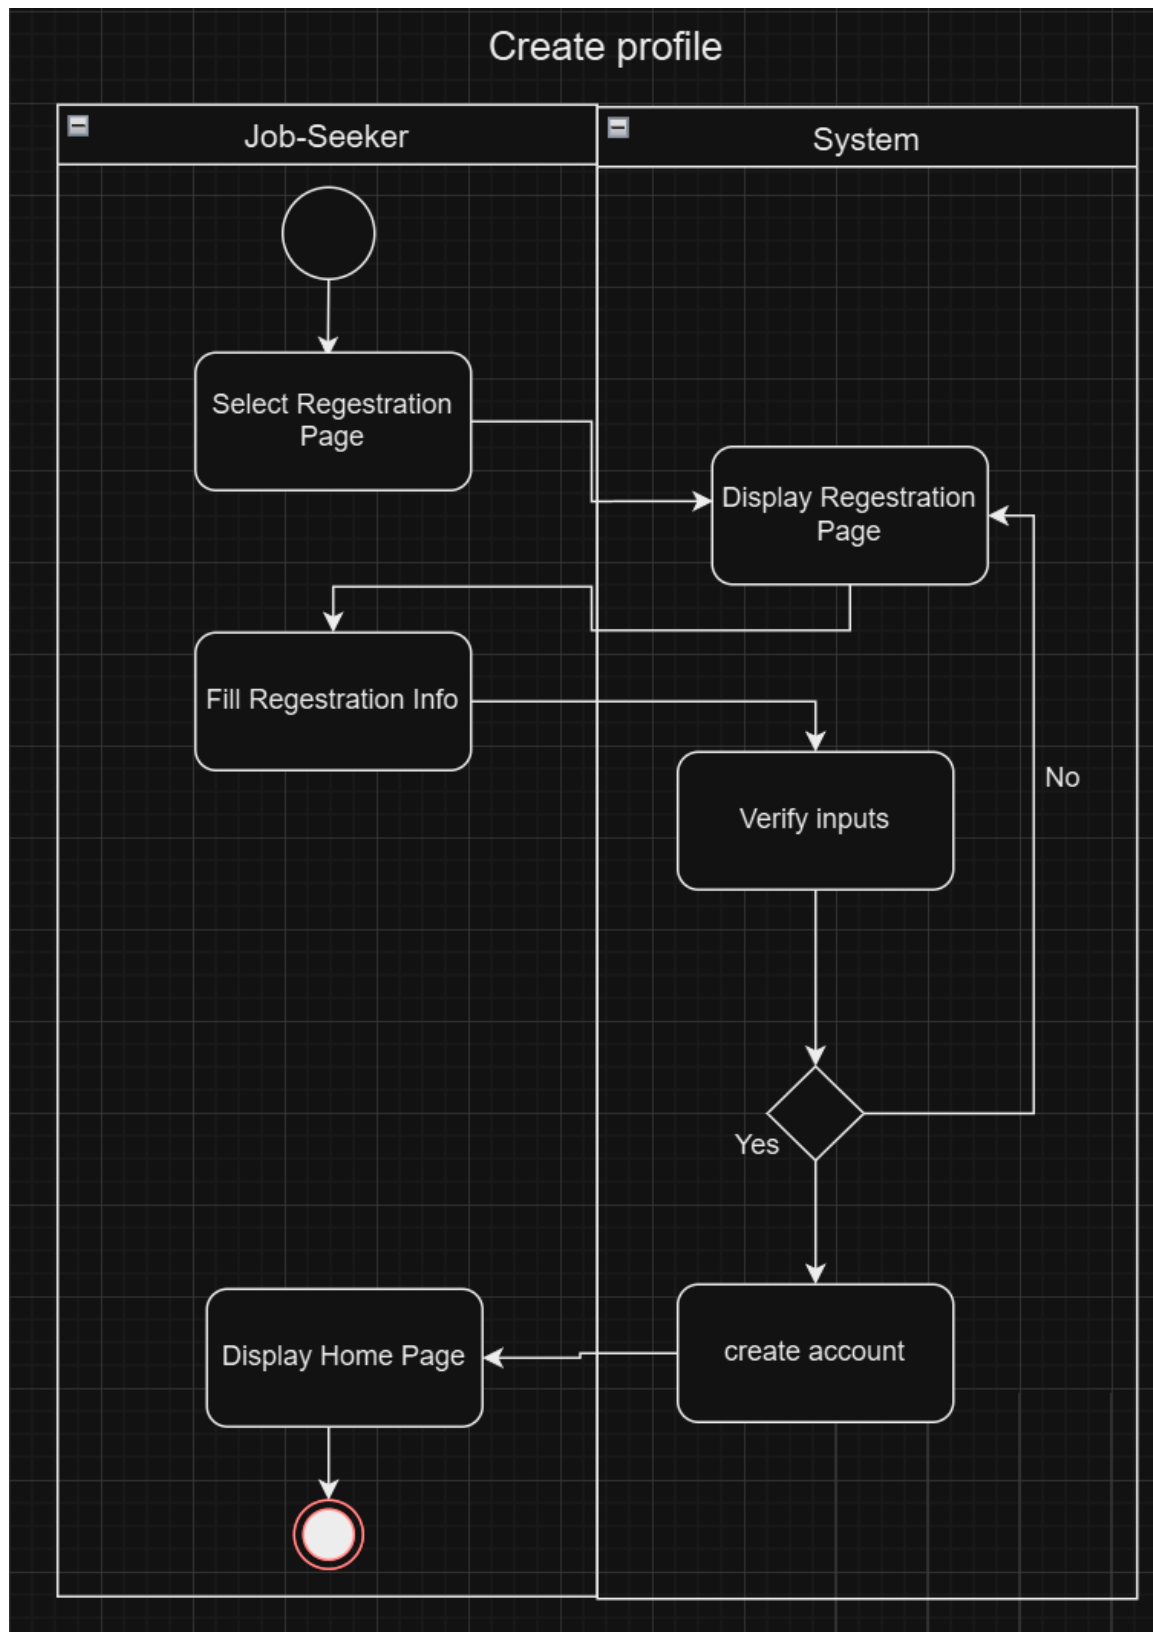 Create profile
Job-Seeker
System
Select Regestration
Page
Display Regestration
Page
Fill Regestration Info
Verify inputs
No
Yes
Display Home Page
create account